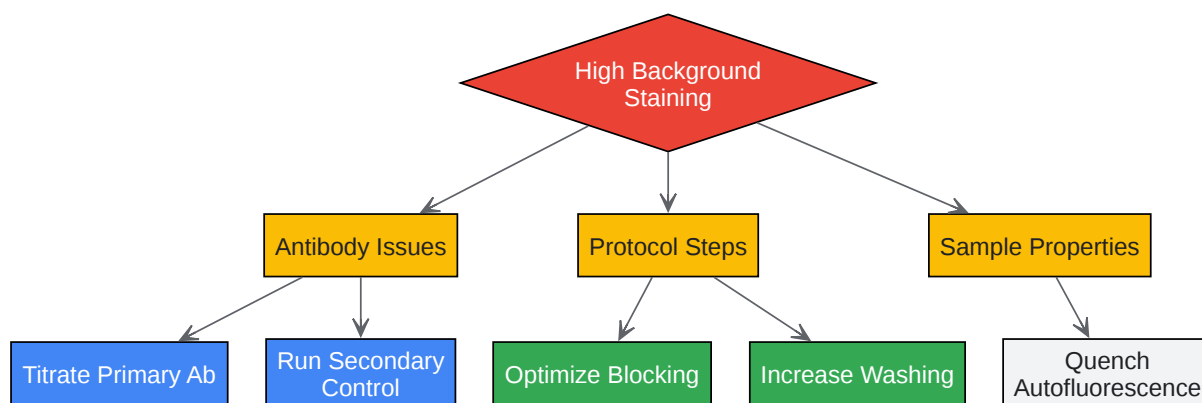 High Background
Staining
Antibody Issues
Protocol Steps
Sample Properties
Titrate Primary Ab
Run Secondary
Control
Optimize Blocking
Increase Washing
Quench
Autofluorescence